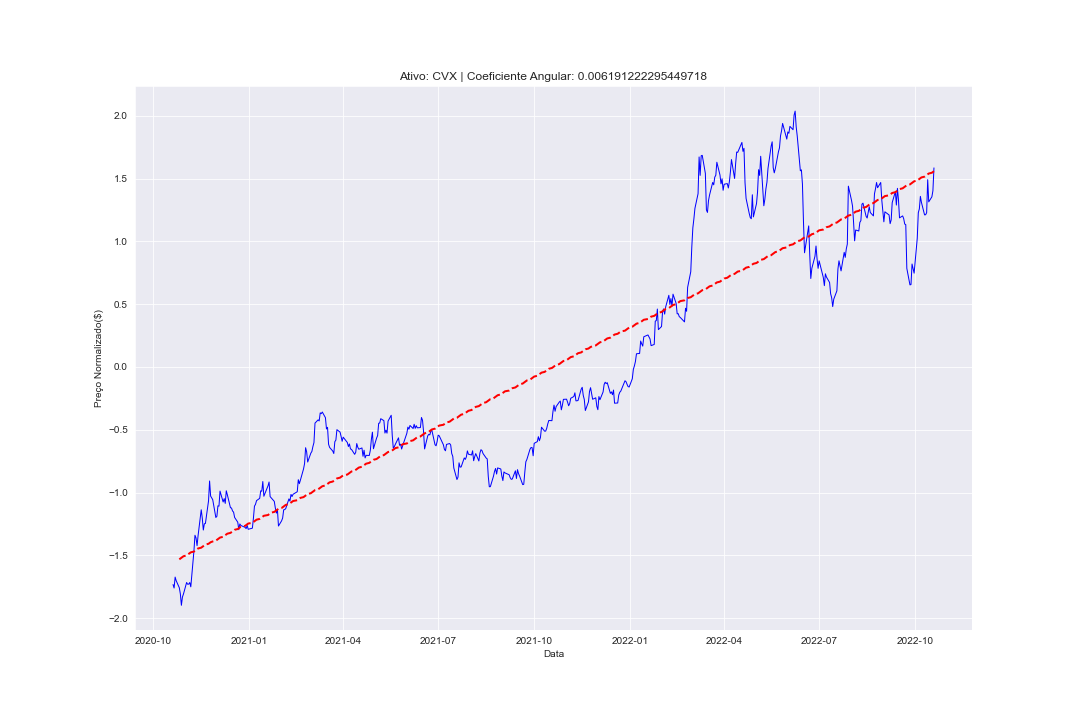 Ativo: CVX | Coeficiente Angular: 0.006191222295449718
2.0
1.5
1.0
0.5
0.0
−0.5
−1.0
−1.5
−2.0
Preço Normalizado($)
2020-10 2021-01 2021-04 2021-07 2021-10 2022-01 2022-04 2022-07 2022-10
Data